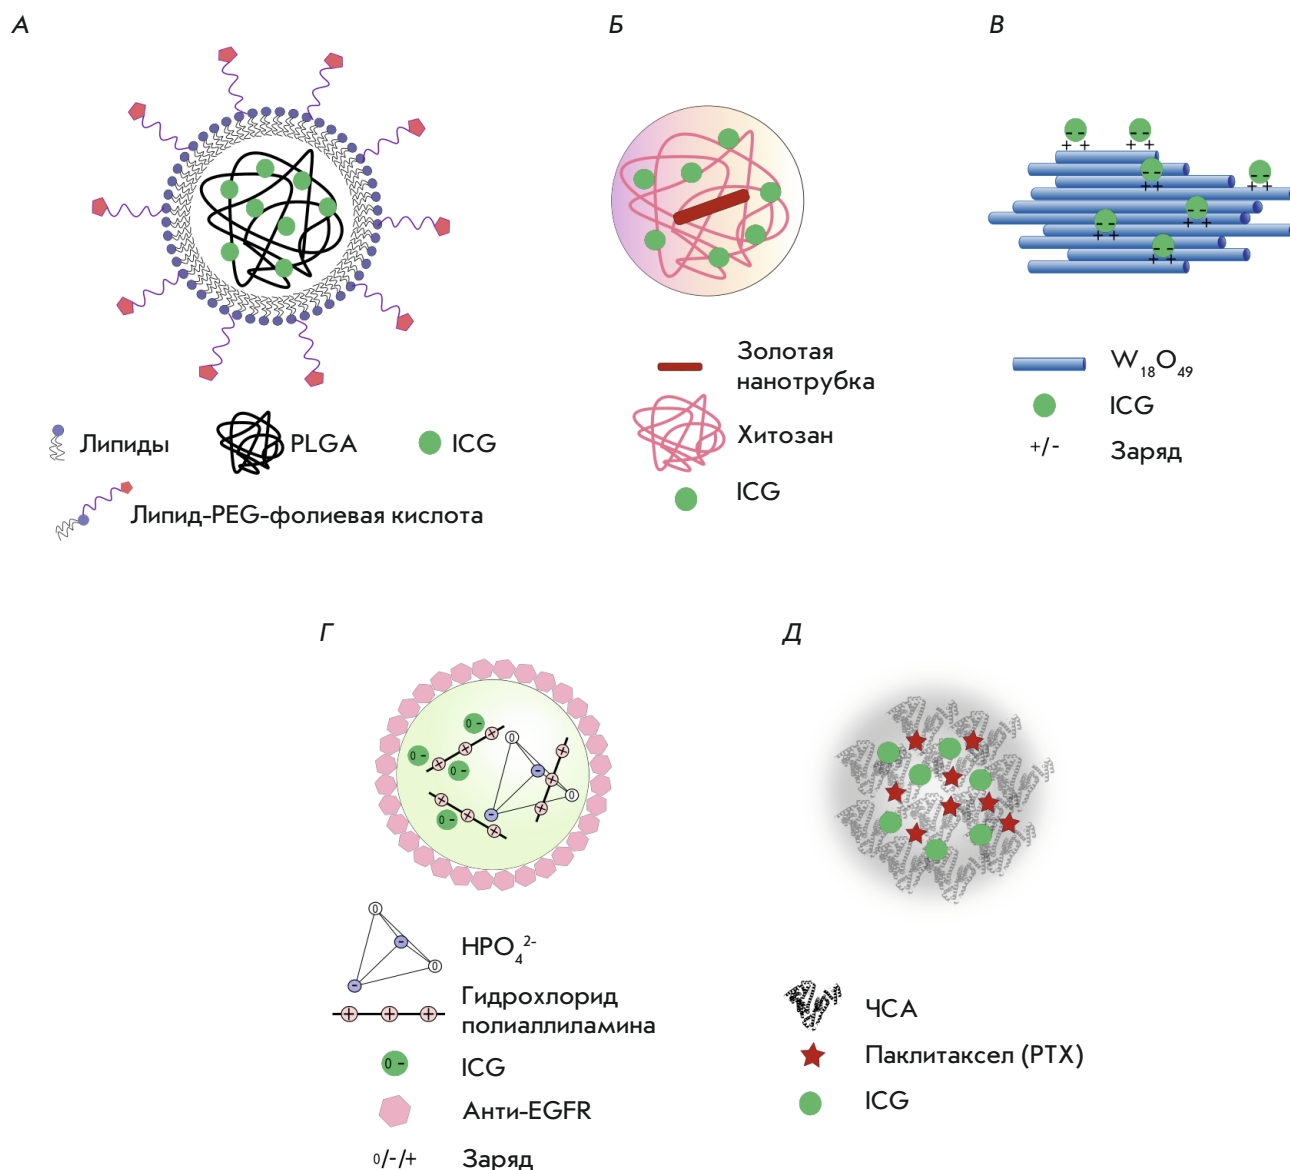 А
Б
В
Липиды
PLGA
ICG
Липид-PEG-фолиевая кислота
Золотая
нанотрубка
Хитозан
ICG
W18O49
ICG
+/- Заряд
Г
Д
HPO4 2-
Гидрохлорид
полиаллиламина
ICG
Анти-EGFR
0/-/+ Заряд
ЧСА
Паклитаксел (PTX)
ICG